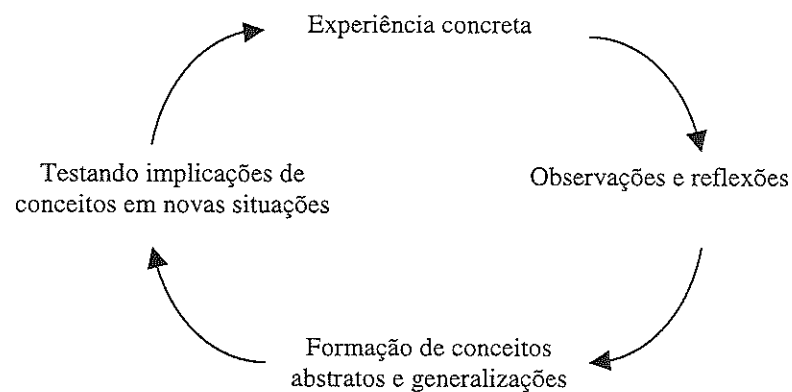 Experiência concreta
Observações e reflexões
Formação de conceitos
abstratos e generalizações
Testando implicações de
conceitos em novas situações